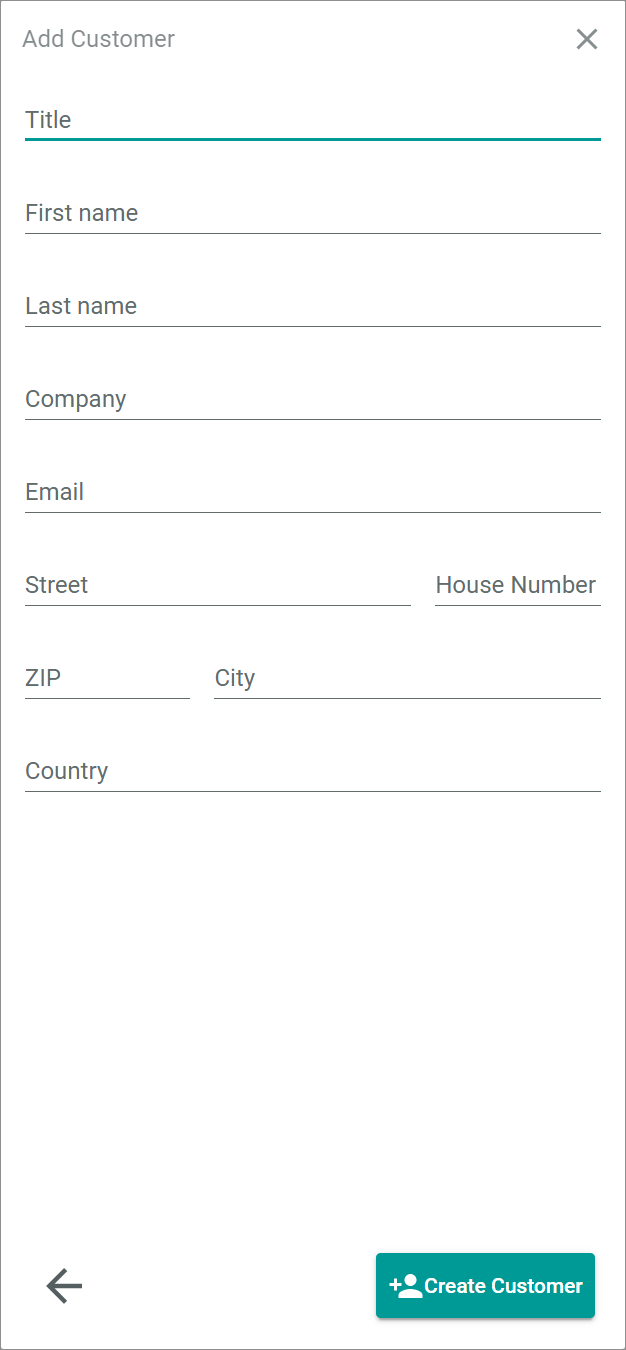 Add Customer
Title
First name
Last name
Company
Email
Street House Number
ZIP City
Country
Create Customer